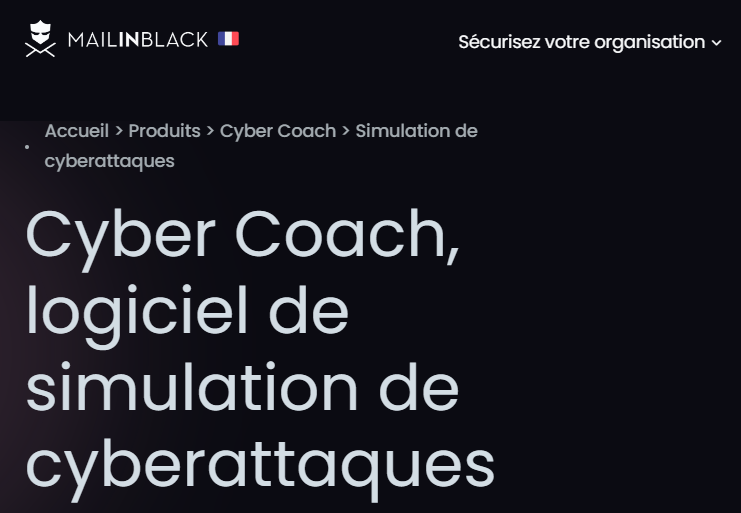 MAILINBLACK
Sécurisez votre organisation
Accueil > Produits > Cyber Coach > Simulation de
cyberattaques
Cyber Coach,
logiciel de
simulation de
cyberattaques